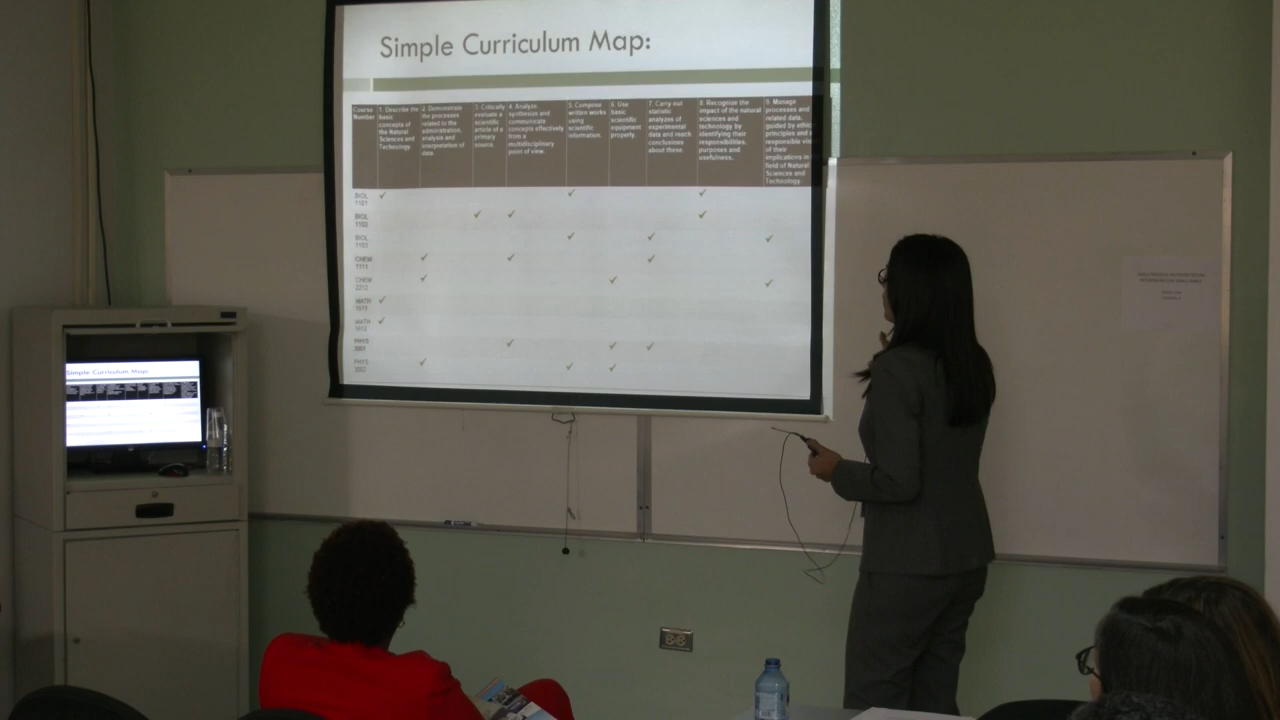 Simple Curriculum Map:
Course
Number
1. Describe the
basic
concepts of
the Natural
Sciences and
Technology
2. Demonstrate
the processes
related to the
administration,
analysis and
interpretation of
data.
3. Critically
evaluate a
scientific
article of a
primary
source.
4. Analyze,
synthesize and
communicate
concepts effectively
from a
multidisciplinary
point of view.
5. Compose
written works
using
scientific
information.
6. Use
basic
scientific
equipment
properly.
7. Carry out
statistic
analyzes of
experimental
data and reach
conclusions
about these.
8. Recognize the
impact of the natural
sciences and
technology by
identifying their
responsibilities,
purposes and
usefulness.
9. Manage
processes and
related data,
guided by
principles and
responsible
of their
implications in
field of Natural
Sciences and
Technology
BIOL
1101
✓ ✓ ✓
BIOL
1102
✓ ✓ ✓
BIOL
1103
✓ ✓ ✓
CHEM
1111
✓ ✓ ✓
CHEM
2212
✓ ✓ ✓
MATH
✓
MATH
✓
PHYS
3001
✓ ✓ ✓
PHYS
3002
✓ ✓ ✓
Simple Curriculum Map: